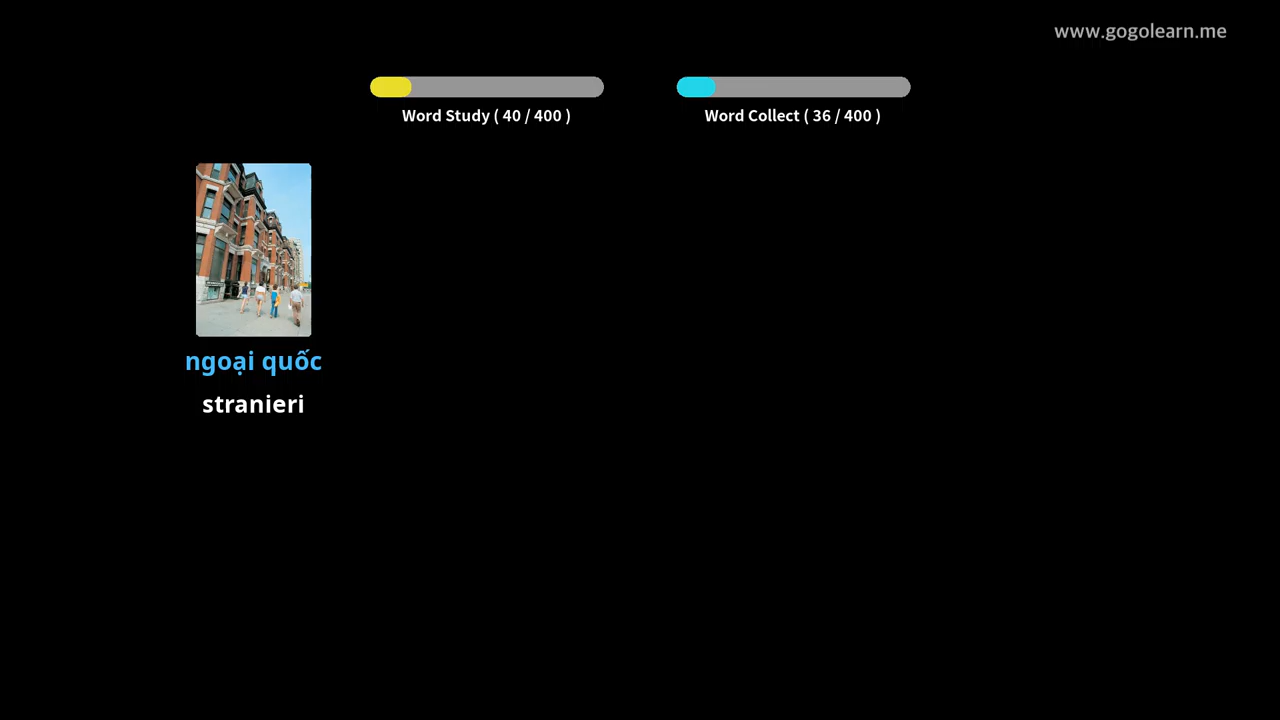 www.gogolearn.me
Word Study ( 40 / 400 )
Word Collect ( 36 / 400 )
ngoại quốc
stranieri